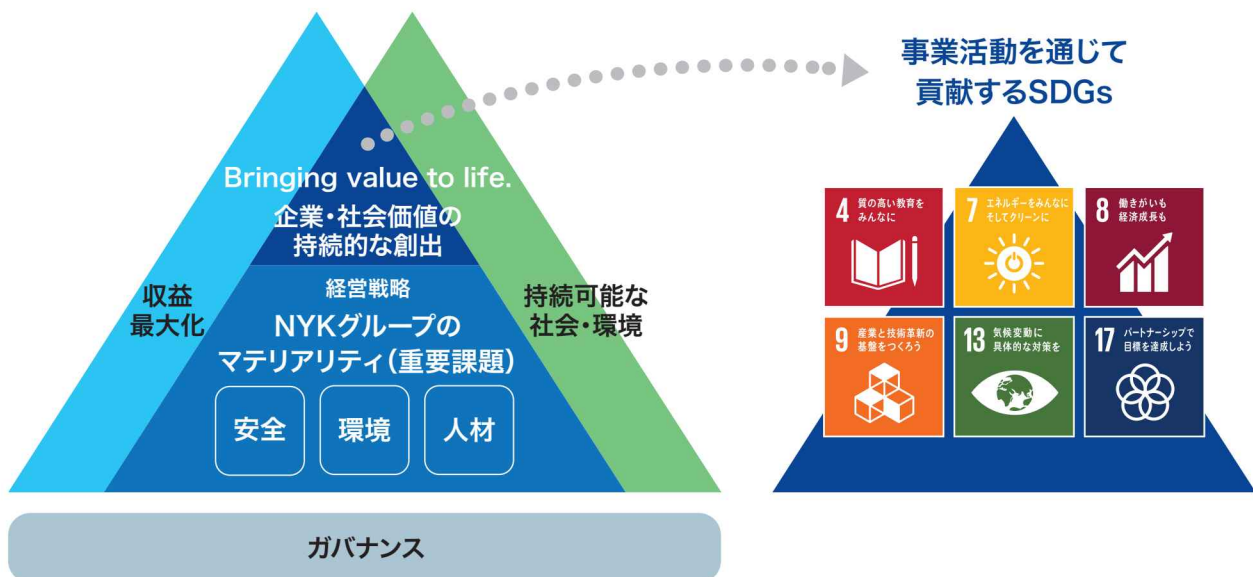 Bringing value to life.
企業・社会価値の
持続的な創出
収益
最大化
経営戦略
NYKグループの
マテリアリティ(重要課題)
安全
環境
人材
持続可能な
社会・環境
ガバナンス
事業活動を通じて
貢献するSDGs
4 質の高い教育を
みんなに
7 エネルギーをみんなに
そしてクリーンに
8 働きがいも
経済成長も
9 産業と技術革新の
基盤をつくろう
13 気候変動に
具体的な対策を
17 パートナーシップで
目標を達成しよう